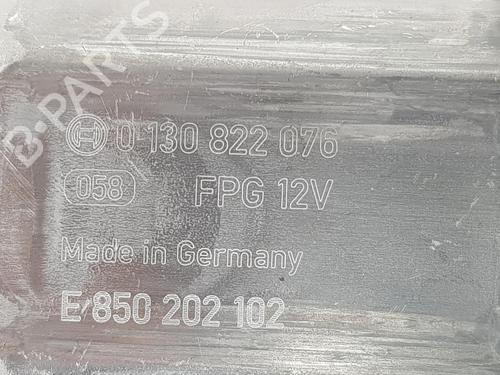 0 130 822 076
058 FPG 12V
Made in Germany
E 850 202 102
B-PARTS